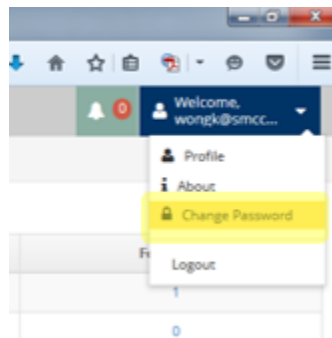 0
Welcome,
wongk@smcc...
Profile
About
Change Password
F
Logout
1
0